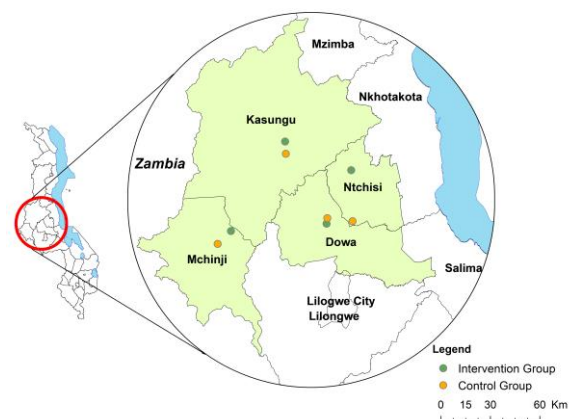 Mzimba
Nkhotakota
Kasungu
Zambia
Ntchisi
Dowa
Mchinji
Salima
Lilogwe City
Lilongwe
Legend
Intervention Group
Control Group
0 15 30 60 Km